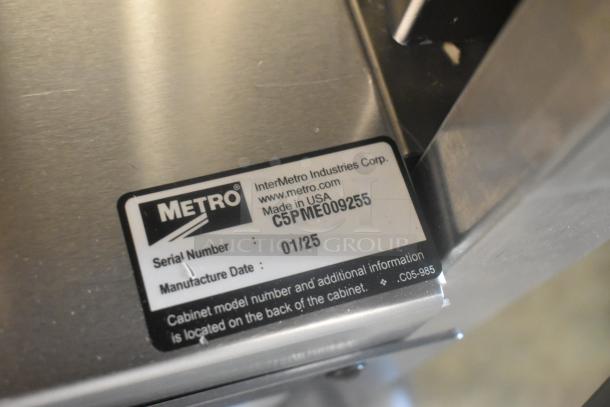 METRO®
InterMetro Industries Corp.
www.metro.com
Made in USA
Serial Number : C5PME009255
Manufacture Date : 01/25
Cabinet model number and additional information
is located on the back of the cabinet. ❖ .C05-985
AUCTION GROUP